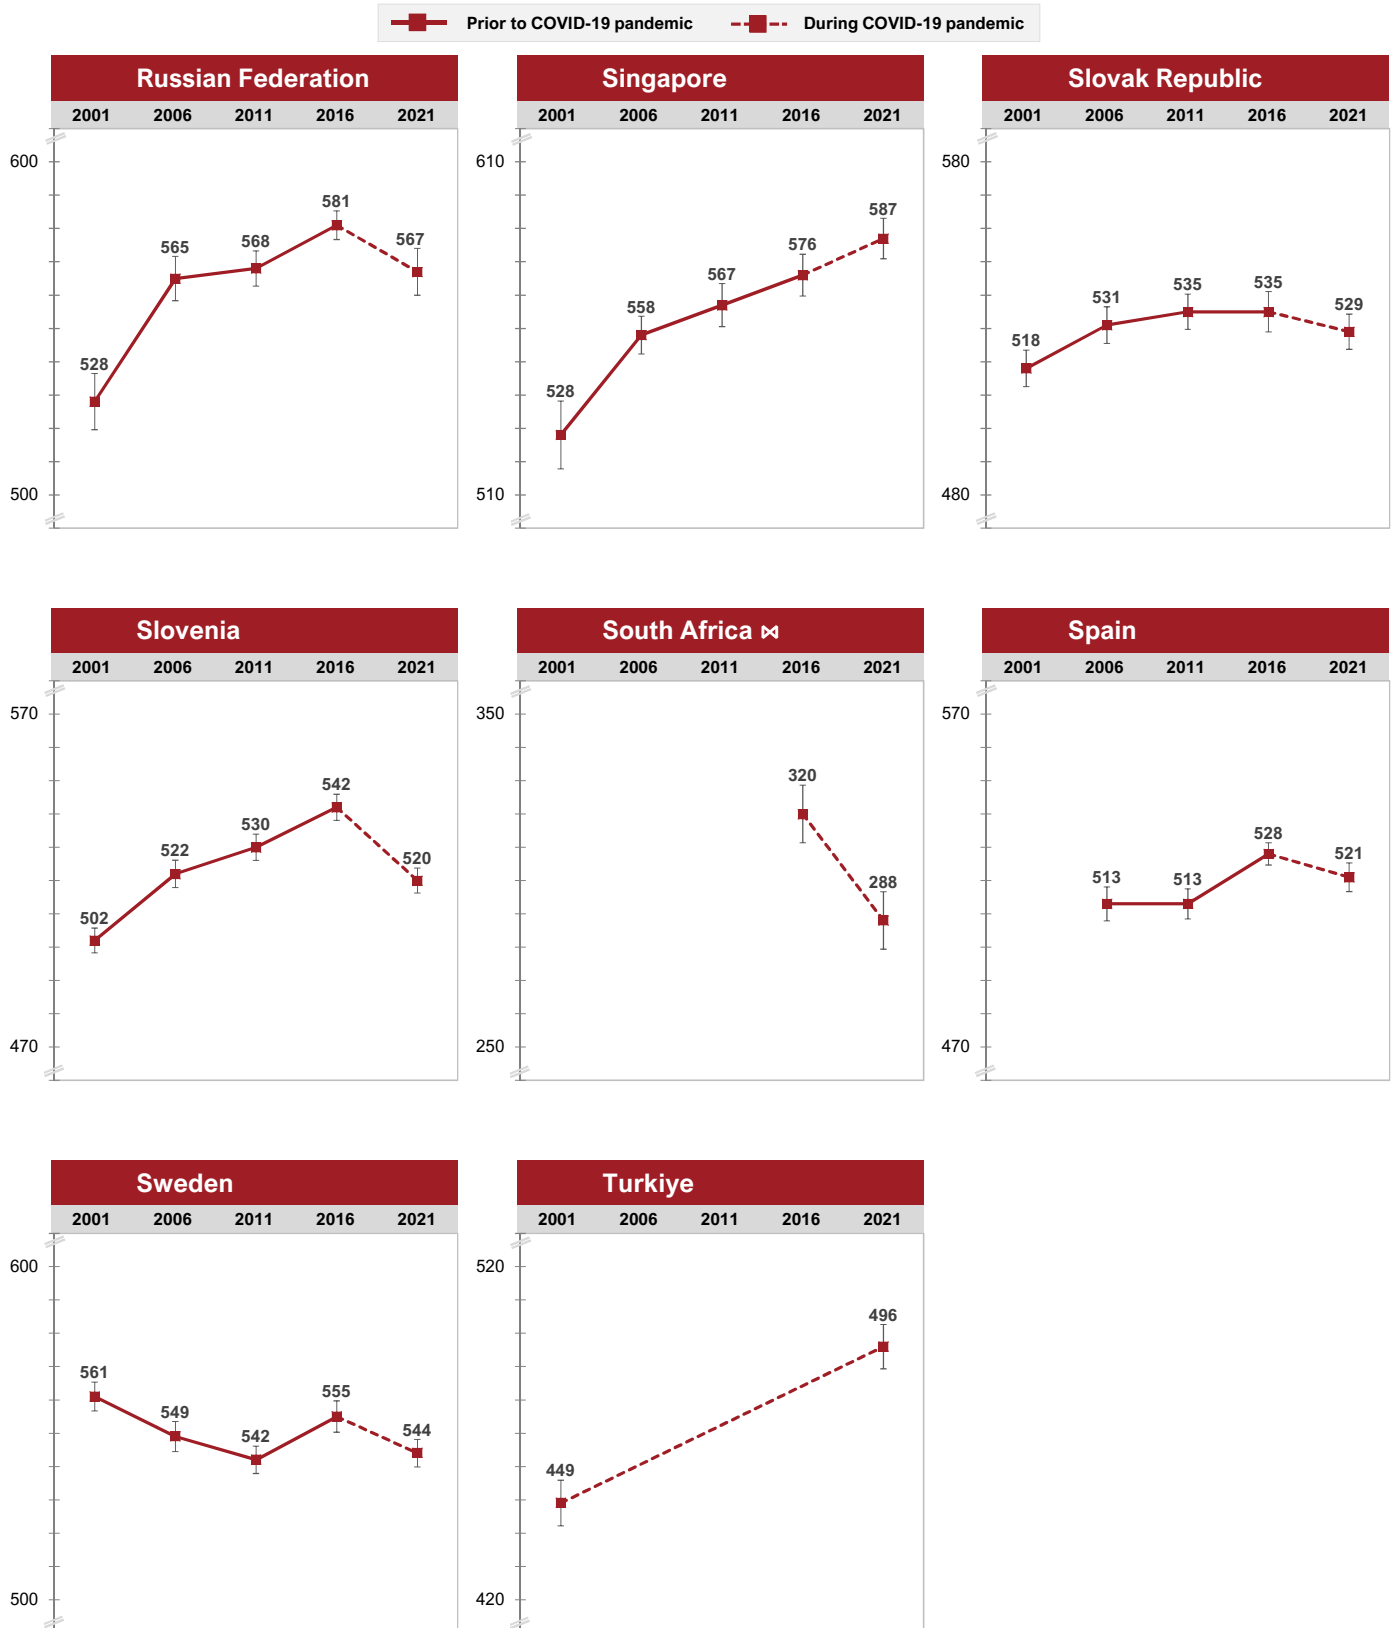 Prior to COVID-19 pandemic During COVID-19 pandemic
Russian Federation
2001 2006 2011 2016 2021
600
500
528 565 568 581 567
Singapore
2001 2006 2011 2016 2021
610
510
528 558 567 576 587
Slovak Republic
2001 2006 2011 2016 2021
580
480
518 531 535 535 529
Slovenia
2001 2006 2011 2016 2021
570
470
502 522 530 542 520
South Africa ⋈
2001 2006 2011 2016 2021
350
250
320 288
Spain
2001 2006 2011 2016 2021
570
470
513 513 528 521
Sweden
2001 2006 2011 2016 2021
600
500
561 549 542 555 544
Turkiye
2001 2006 2011 2016 2021
520
420
449 496